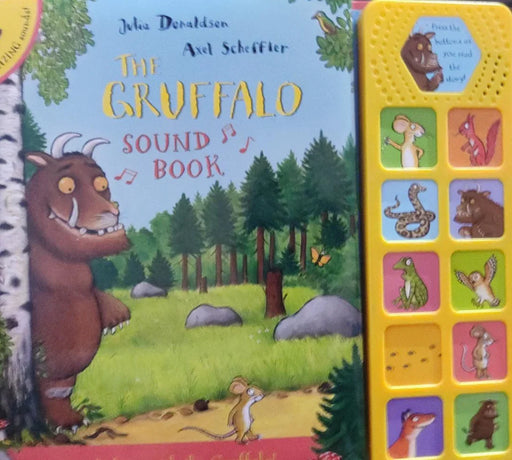 Julia Donaldson
Axel Scheffler
THE
GRUFFALO
SOUND
BOOK
Press the
buttons as
you read
the
story!